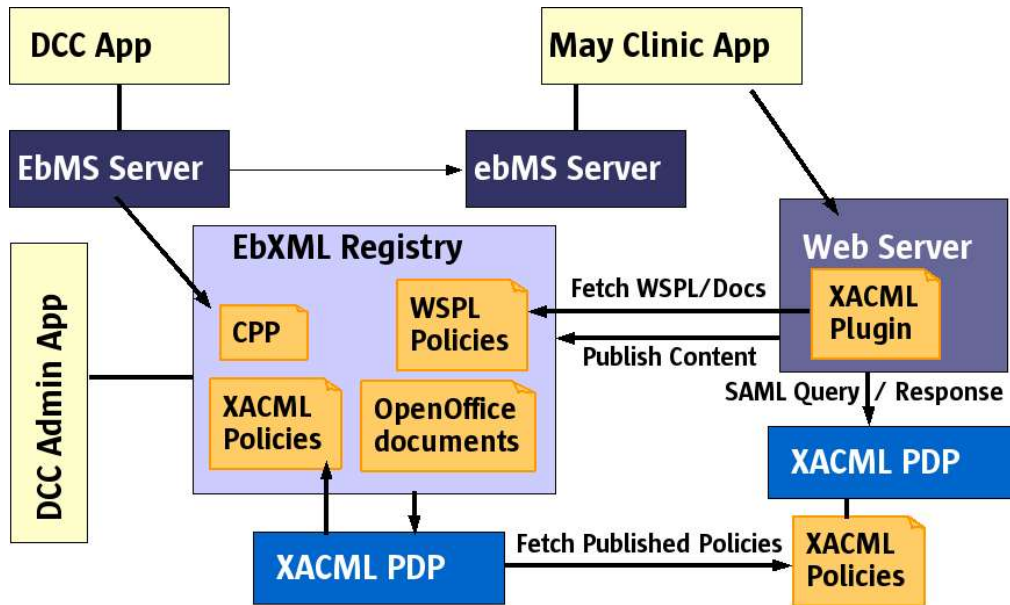 DCC App
May Clinic App
EbMS Server
ebMS Server
DCC Admin App
EbXML Registry
CPP
WSPL
Policies
XACML
Policies
OpenOffice
documents
Fetch WSPL/Docs
Publish Content
Web Server
XACML
Plugin
SAML Query / Response
XACML PDP
XACML PDP
Fetch Published Policies
XACML
Policies